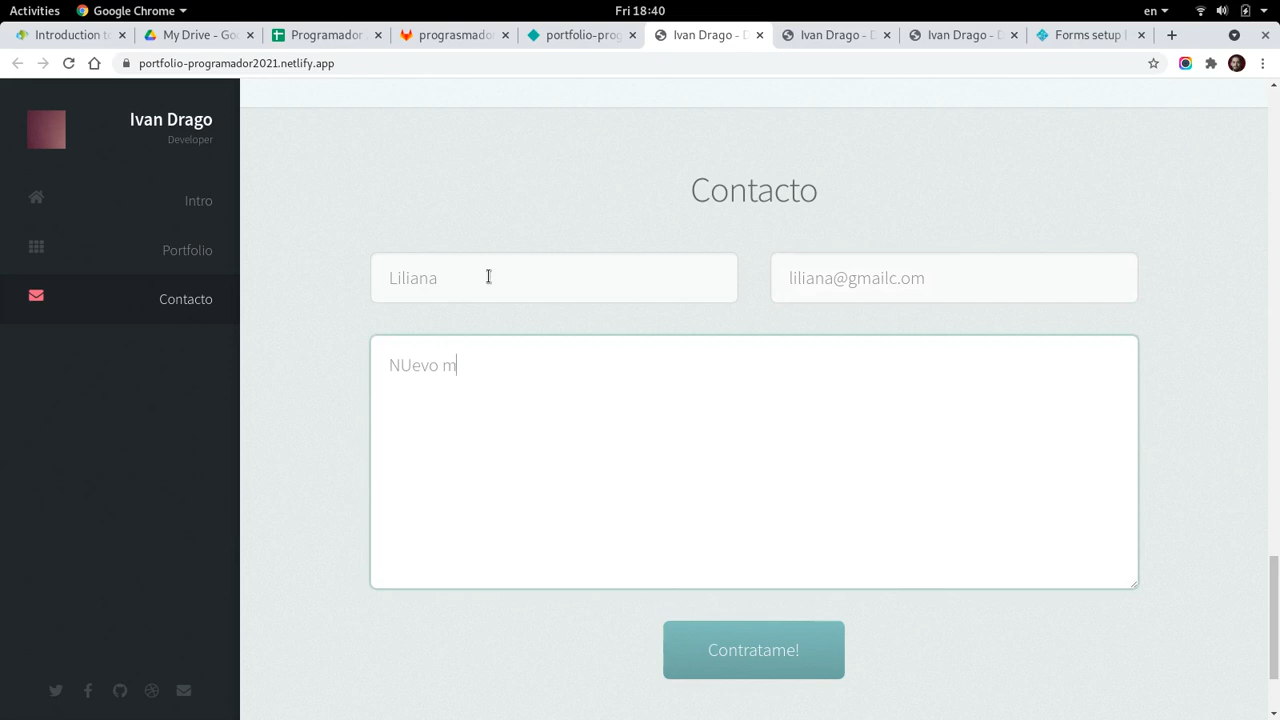 Activities
Google Chrome
Fri 18:40
en
Introduction t
My Drive - Goo
Programador
prograsmador
portfolio-prog
Ivan Drago - D
Ivan Drago - D
Ivan Drago - D
Forms setup |
portfolio-programador2021.netlify.app
Ivan Drago
Developer
Intro
Portfolio
Contacto
Contacto
Liliana
liliana@gmailc.om
NUevo m
Contratame!